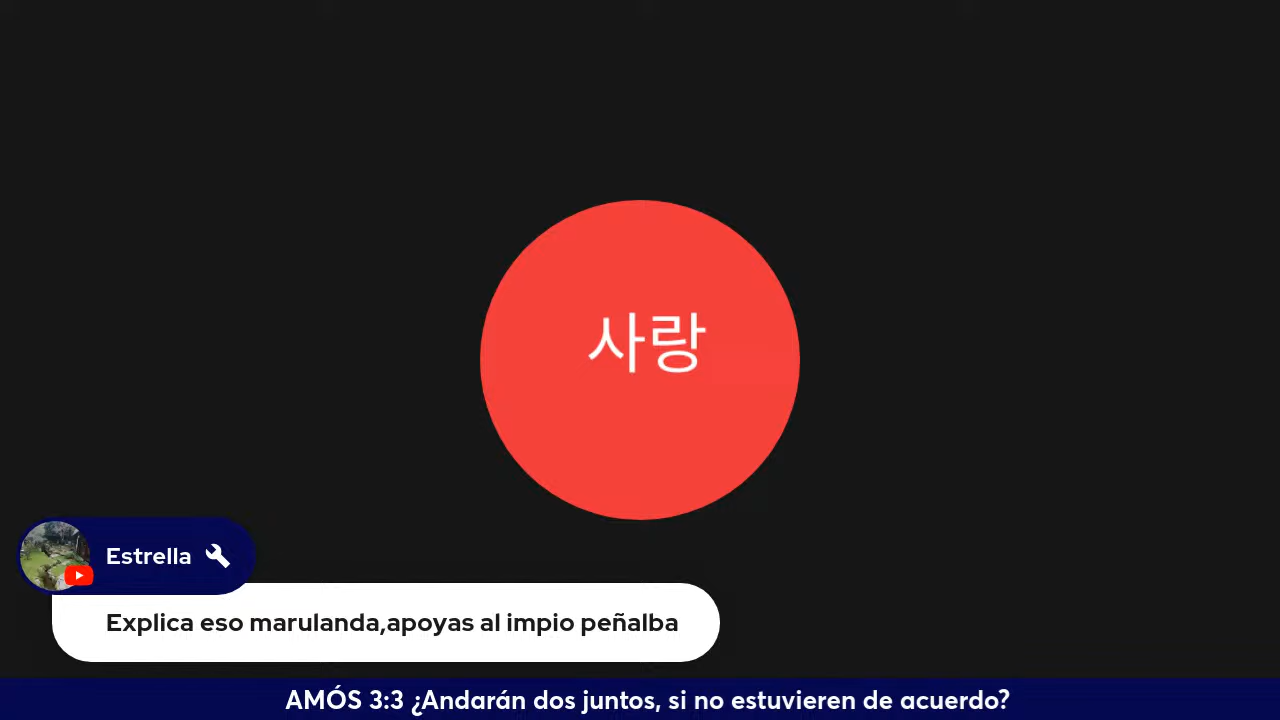 사랑
Estrella
Explica eso marulanda,apoyas al impio peñalba
AMÓS 3:3 ¿Andarán dos juntos, si no estuvieren de acuerdo?